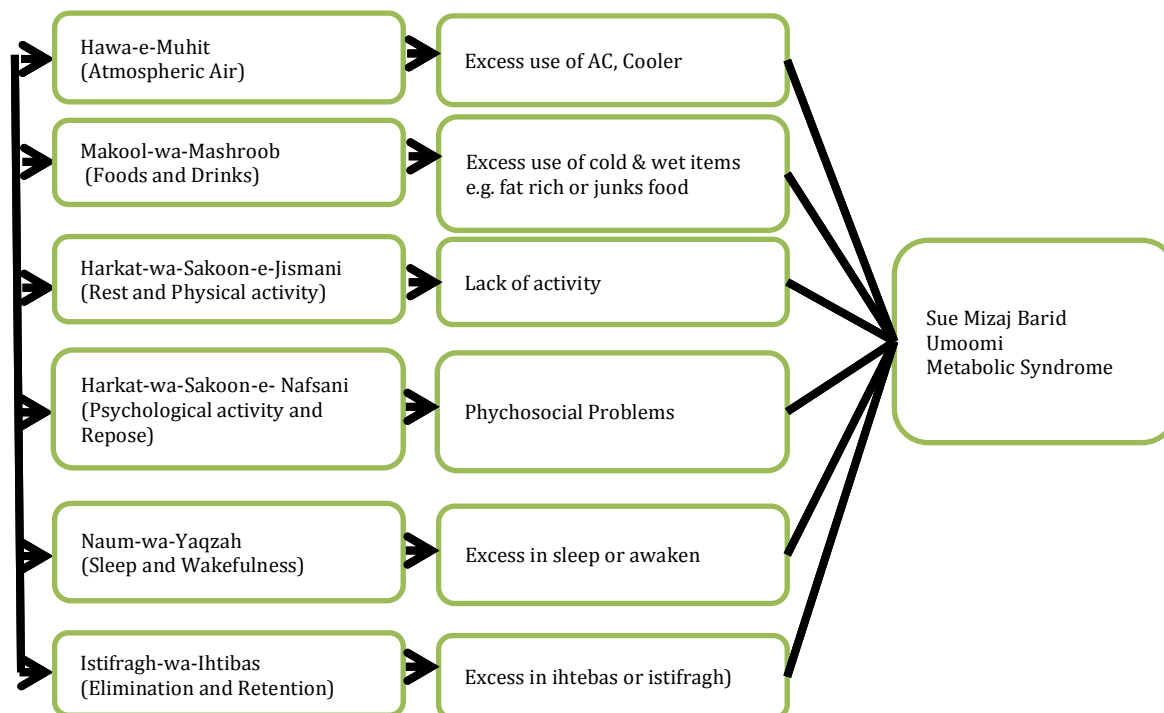 Hawa-e-Muhit
(Atmospheric Air)
Excess use of AC, Cooler
Makool-wa-Mashroob
(Foods and Drinks)
Excess use of cold & wet items
e.g. fat rich or junks food
Harkat-wa-Sakoon-e-Jismani
(Rest and Physical activity)
Lack of activity
Harkat-wa-Sakoon-e- Nafsani
(Psychological activity and
Repose)
Phychosocial Problems
Naum-wa-Yaqzah
(Sleep and Wakefulness)
Excess in sleep or awaken
Istifragh-wa-Ihtibas
(Elimination and Retention)
Excess in ihtebas or istifragh)
Sue Mizaj Barid
Umoomi
Metabolic Syndrome